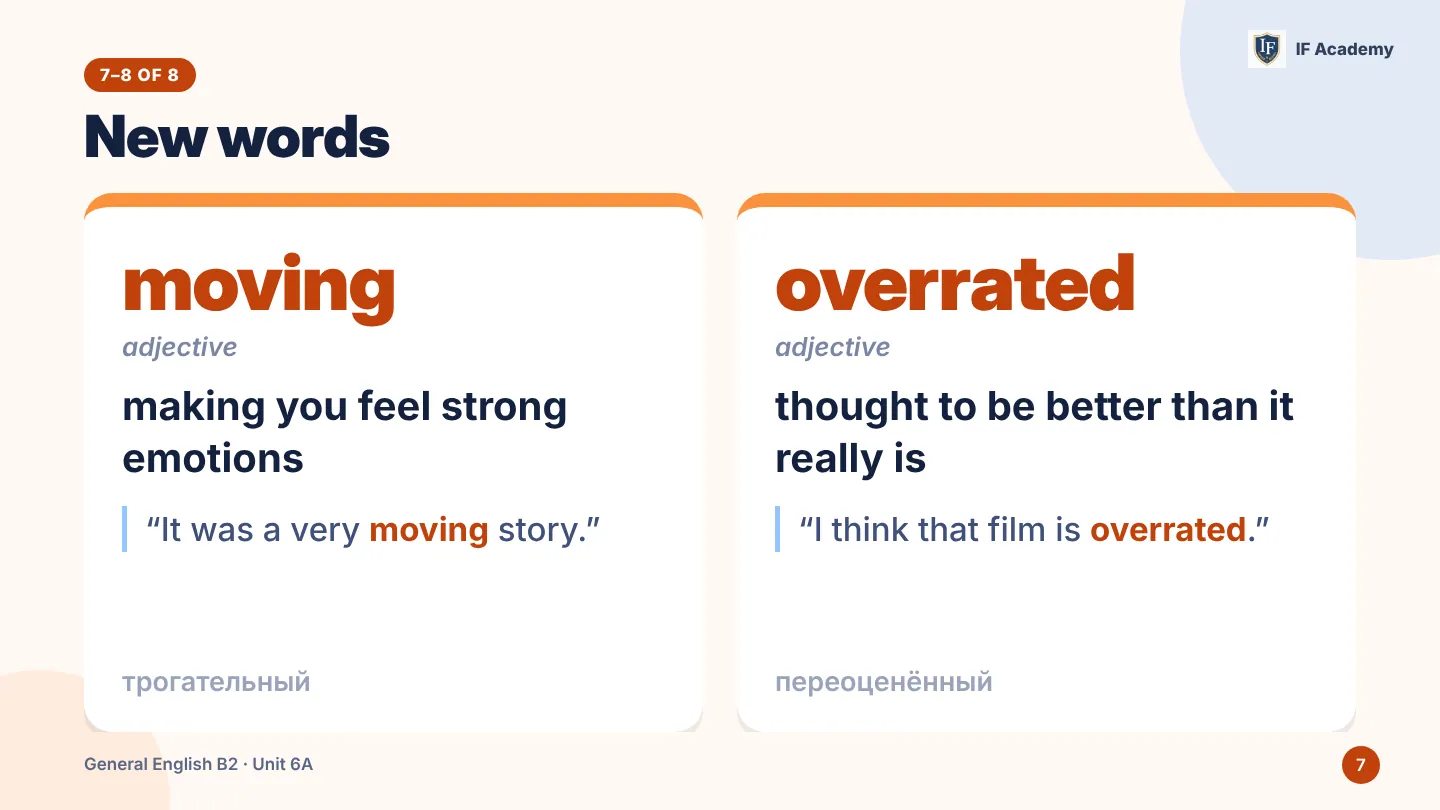 IF
IF Academy
7–8 OF 8
New words
moving
adjective
making you feel strong
emotions
“It was a very moving story.”
трогательный
overrated
adjective
thought to be better than it
really is
“I think that film is overrated.”
переоценённый
General English B2 · Unit 6A
7